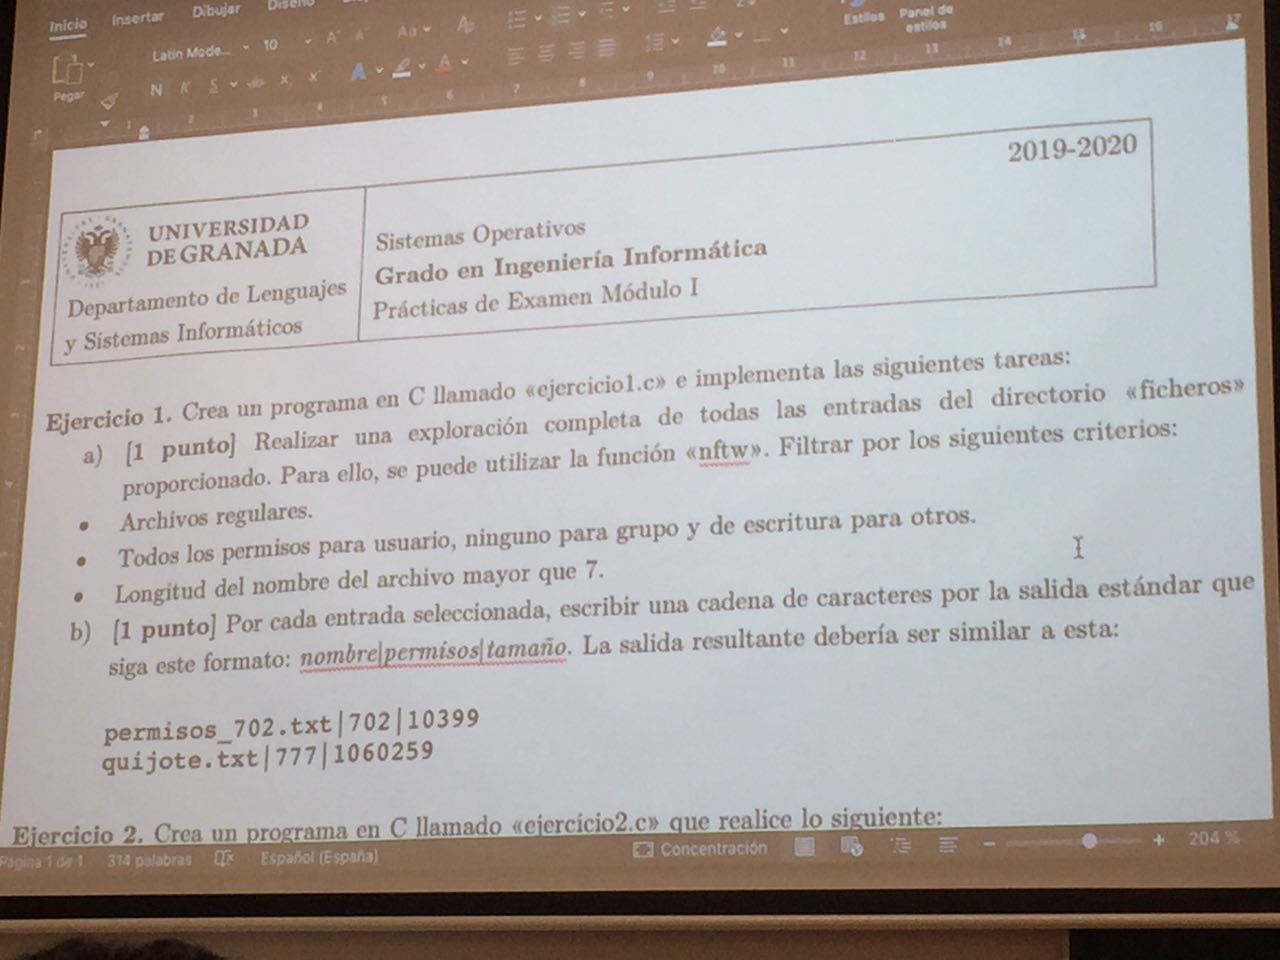 Inicio Insertar Dibujar Diseño
Latin Mode... 10
Pegar
N K S
Estilos
Panel de
estilos
2019-2020
UNIVERSIDAD
DE GRANADA
Departamento de Lenguajes
y Sistemas Informáticos
Sistemas Operativos
Grado en Ingeniería Informática
Prácticas de Examen Módulo I
Ejercicio 1. Crea un programa en C llamado «ejercicio1.c» e implementa las siguientes tareas:
a) [1 punto] Realizar una exploración completa de todas las entradas del directorio «ficheros»
proporcionado. Para ello, se puede utilizar la función «nftw». Filtrar por los siguientes criterios:
• Archivos regulares.
• Todos los permisos para usuario, ninguno para grupo y de escritura para otros.
• Longitud del nombre del archivo mayor que 7.
b) [1 punto] Por cada entrada seleccionada, escribir una cadena de caracteres por la salida estándar que
siga este formato: nombre|permisos|tamaño. La salida resultante debería ser similar a esta:
permisos_702.txt|702|10399
quijote.txt|777|1060259
Ejercicio 2. Crea un programa en C llamado «ejercicio2.c» que realice lo siguiente:
Página 1 de 1 314 palabras Español (España) Concentración 204 %